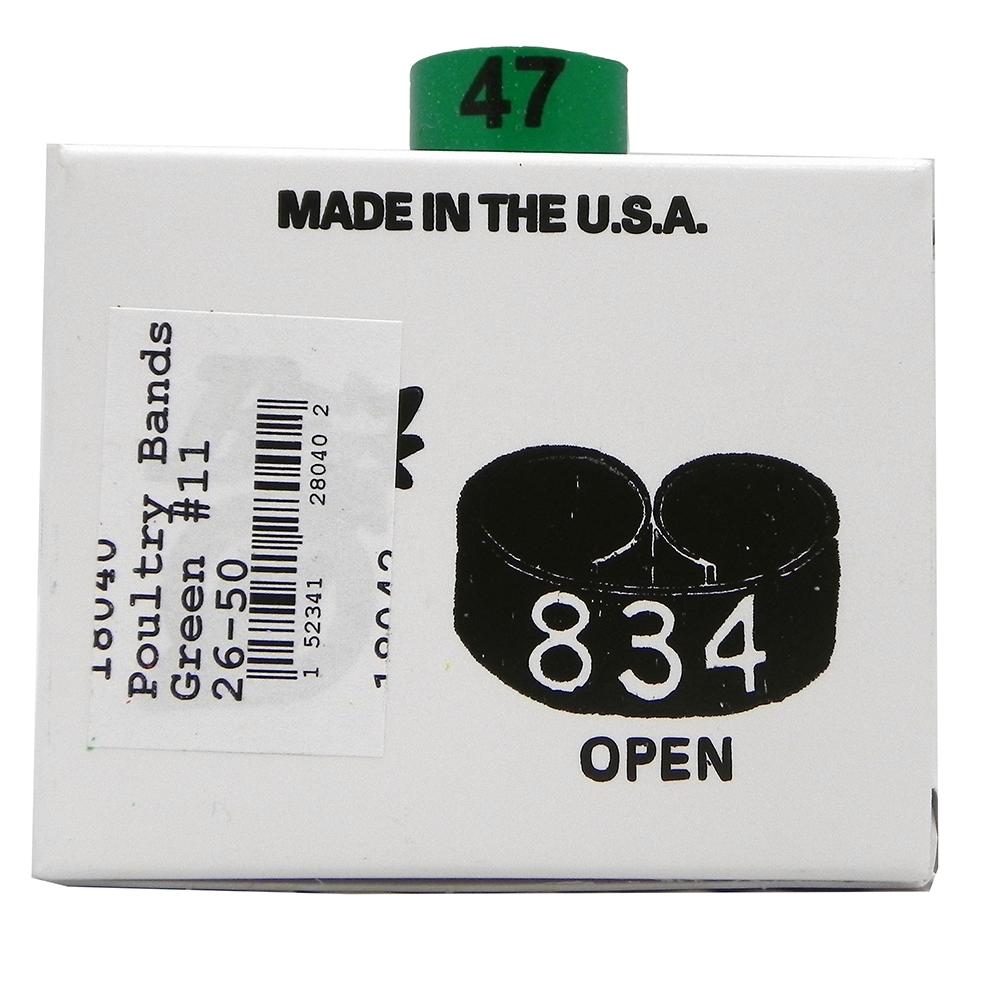 47
MADE IN THE U.S.A.
Poultry Bands
Green #11
26-50
1 52341 28040 2
834
OPEN